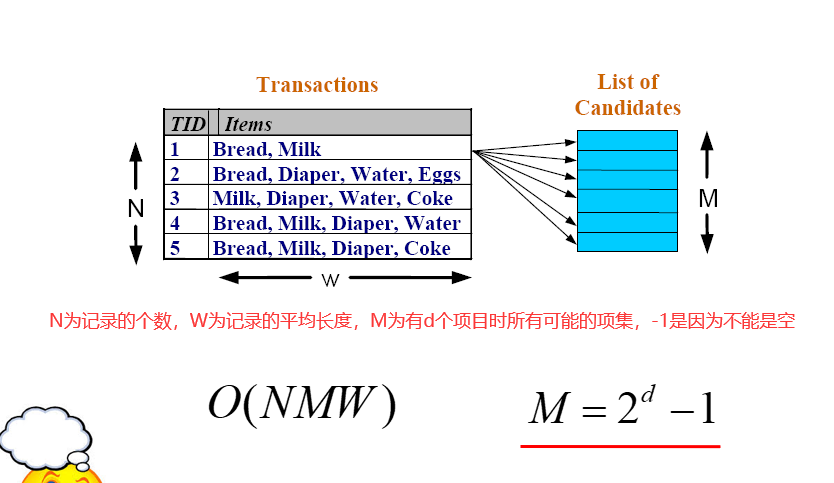 Transactions
List of
Candidates
TID Items
1 Bread, Milk
2 Bread, Diaper, Water, Eggs
3 Milk, Diaper, Water, Coke
4 Bread, Milk, Diaper, Water
5 Bread, Milk, Diaper, Coke
N
M
W
N为记录的个数，W为记录的平均长度，M为有d个项目时所有可能的项集，-1是因为不能是空
O(NMW)
M = 2^d − 1